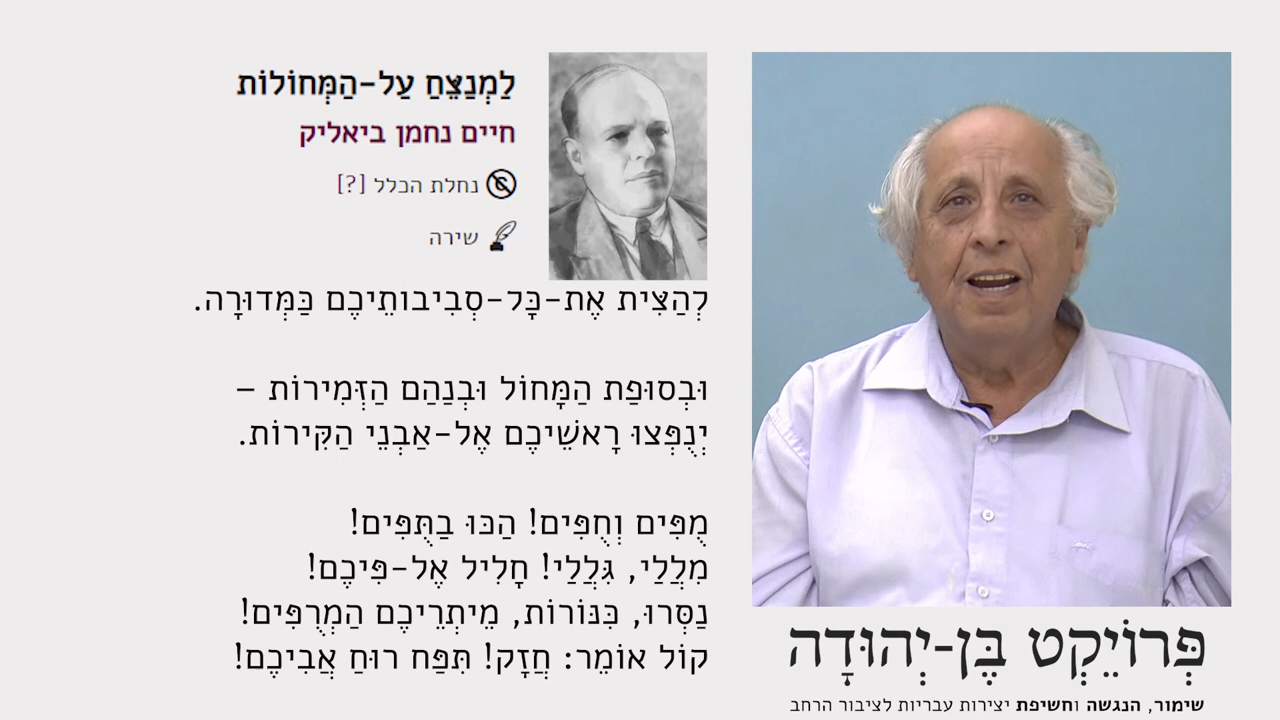 לַמְנַצֵּחַ עַל–הַמְּחוֹלוֹת
חיים נחמן ביאליק
נחלת הכלל [?]
שירה
לְהַצִּית אֶת–כָּל–סְבִיבוֹתֵיכֶם כַּמְּדוּרָה.
וּבְסוּפַת הַמָּחוֹל וּבְנַהַם הַזְּמִירוֹת –
יְנֻפְּצוּ רָאשֵׁיכֶם אֶל–אַבְנֵי הַקִּירוֹת.
מֻפִּים וְחֻפִּים! הַכּוּ בַתֻּפִּים!
מִלֲלַי, גִּלֲלַי! חָלִיל אֶל–פִּיכֶם!
נַסְּרוּ, כִּנּוֹרוֹת, מֵיתְרֵיכֶם הַמְרֻפִּים!
קוֹל אוֹמֵר: חֲזָק! תִּפַּח רוּחַ אֲבִיכֶם!
פְּרוֹיֵקְט בֶּן-יְהוּדָה
שימור, הנגשה וחשיפת יצירות עבריות לציבור הרחב